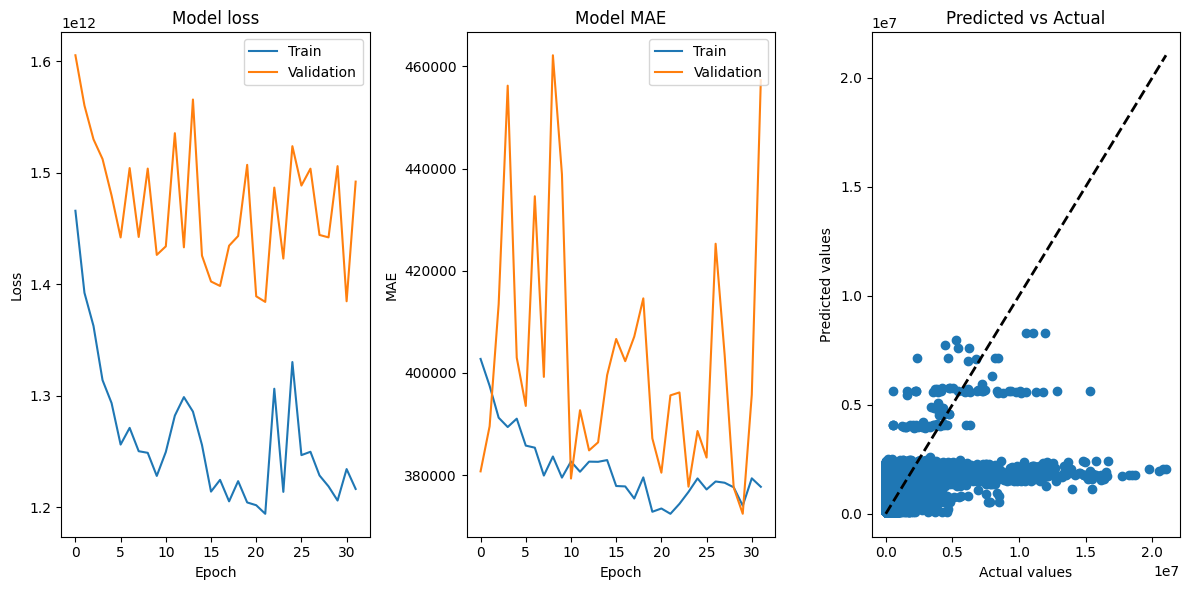 Model loss
1e12
Train
Validation
1.6
1.5
1.4
1.3
1.2
Loss
0 5 10 15 20 25 30
Epoch
Model MAE
Train
Validation
460000
440000
420000
400000
380000
MAE
0 5 10 15 20 25 30
Epoch
Predicted vs Actual
1e7
2.0
1.5
1.0
0.5
0.0
Predicted values
0.0 0.5 1.0 1.5 2.0
1e7
Actual values